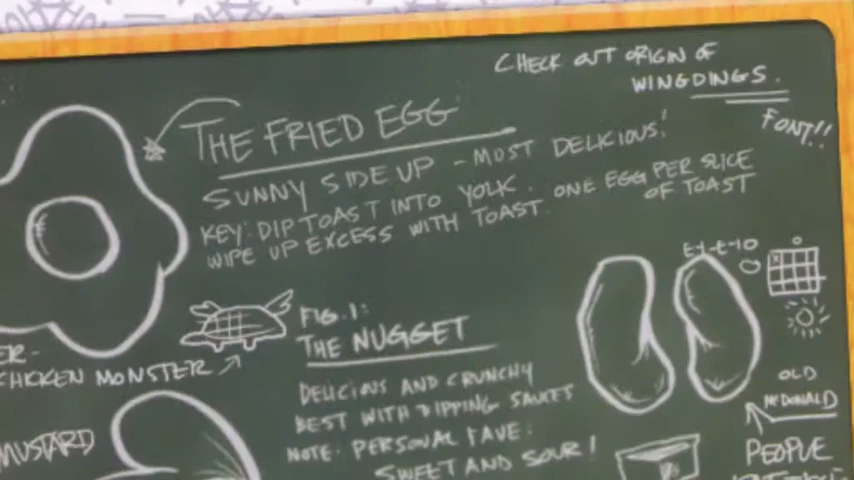 CHECK OUT ORIGIN OF
WINGDINGS.
FONT!!
THE FRIED EGG
SUNNY SIDE UP - MOST DELICIOUS!
KEY: DIP TOAST INTO YOLK. ONE EGG PER SLICE
OF TOAST
WIPE UP EXCESS WITH TOAST.
E-I-E-I-O
FIG. 1:
THE NUGGET
ER-
CHICKEN MONSTER
DELICIOUS AND CRUNCHY
BEST WITH DIPPING SAUCES
NOTE: PERSONAL FAVE:
SWEET AND SOUR!
OLD
MCDONALD
MUSTARD
PEOPLE